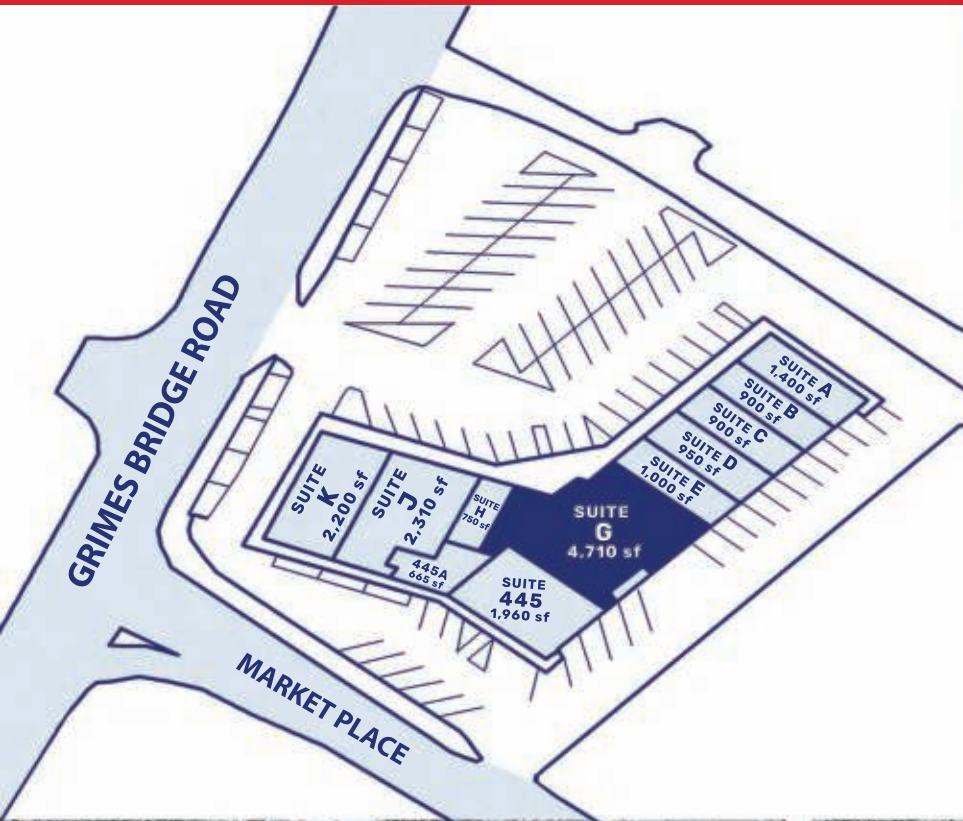 GRIMES BRIDGE ROAD
MARKET PLACE
SUITE A
1,400 sf
SUITE B
900 sf
SUITE C
900 sf
SUITE D
950 sf
SUITE E
1,000 sf
SUITE
G
4,710 sf
SUITE
H
750 sf
SUITE
J
2,310 sf
SUITE
K
2,200 sf
445A
665 sf
SUITE
445
1,960 sf